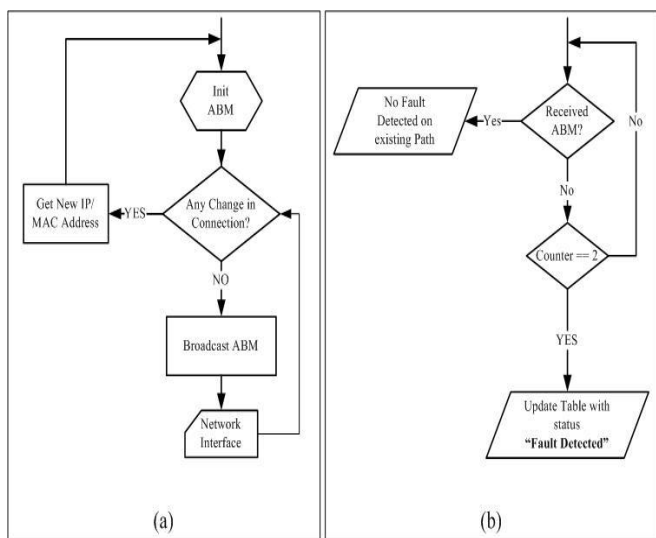 Init
ABM
Get New IP/
MAC Address
YES
Any Change in
Connection?
NO
Broadcast ABM
Network
Interface
(a)
No Fault
Detected on
existing Path
Yes
Received
ABM?
No
No
Counter == 2
YES
Update Table with
status
“Fault Detected”
(b)